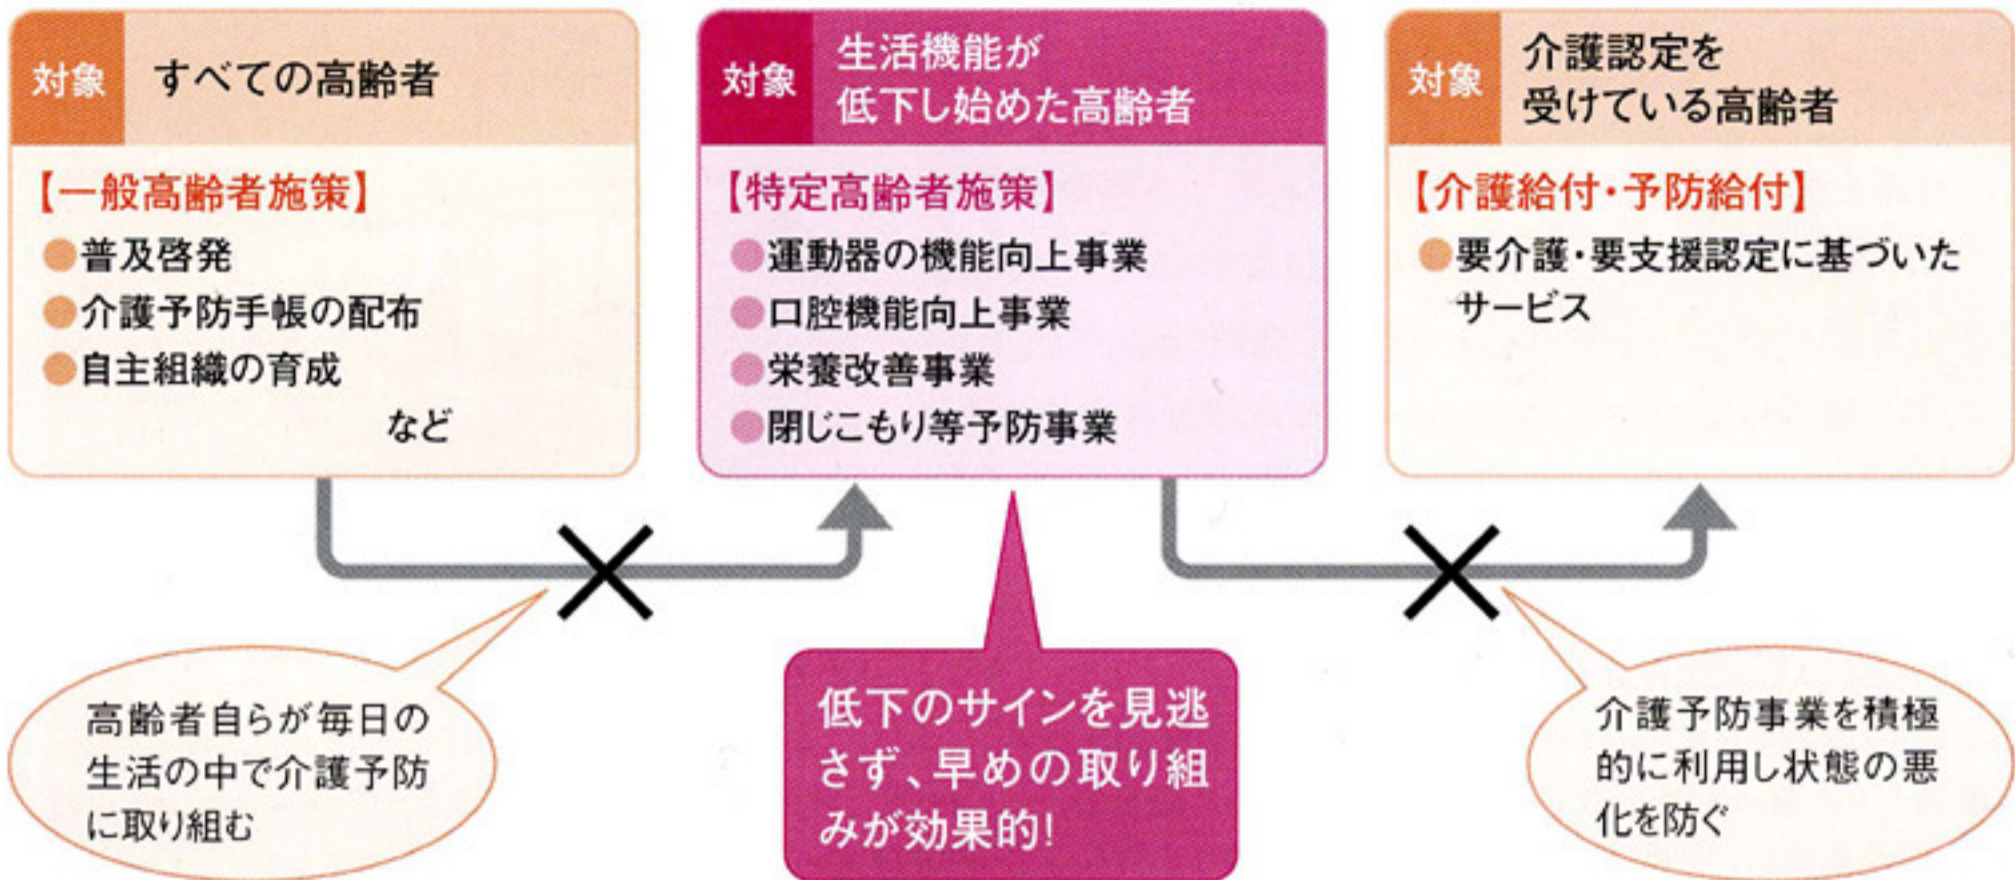 対象
すべての高齢者
【一般高齢者施策】
●普及啓発
●介護予防手帳の配布
●自主組織の育成
など
対象
生活機能が
低下し始めた高齢者
【特定高齢者施策】
●運動器の機能向上事業
●口腔機能向上事業
●栄養改善事業
●閉じこもり等予防事業
対象
介護認定を
受けている高齢者
【介護給付・予防給付】
●要介護・要支援認定に基づいた
サービス
高齢者自らが毎日の
生活の中で介護予防
に取り組む
低下のサインを見逃
さず、早めの取り組
みが効果的!
介護予防事業を積極
的に利用し状態の悪
化を防ぐ